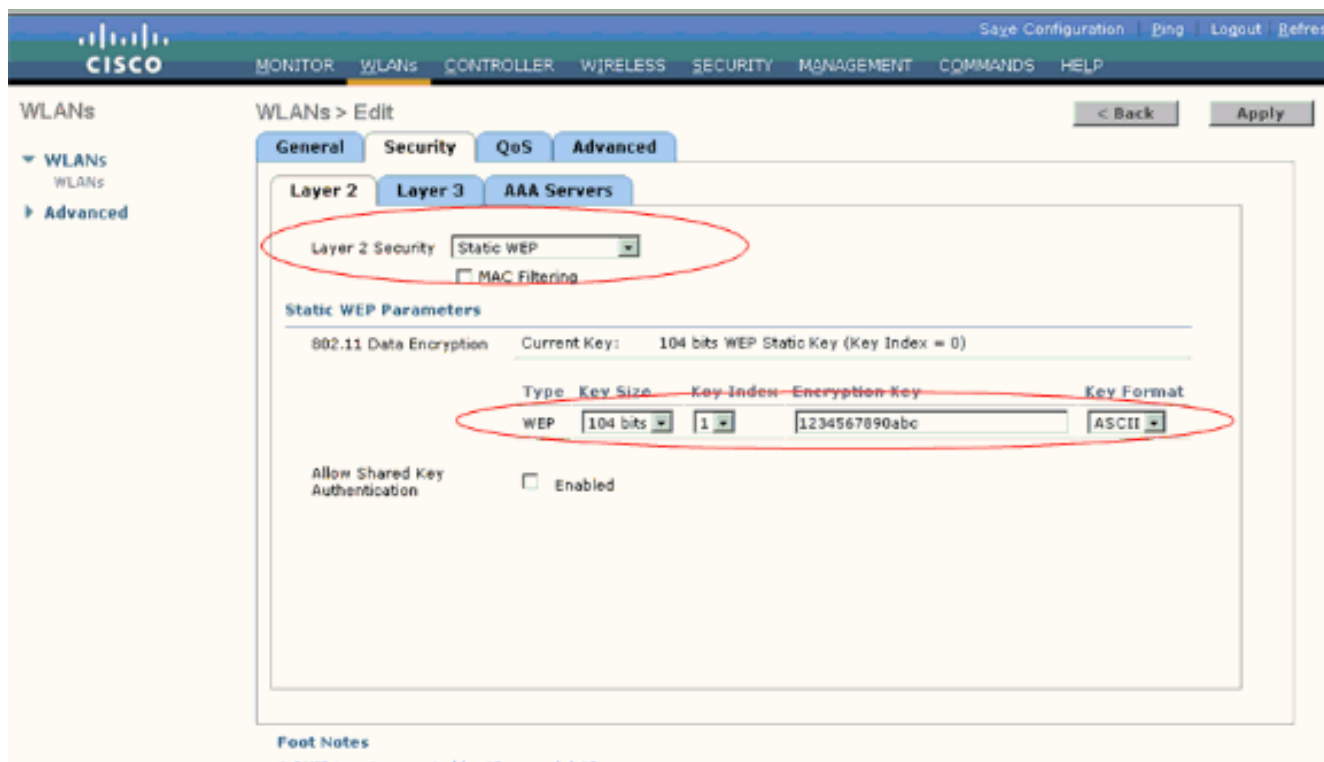 Save Configuration Ping Logout Refres
CISCO
MONITOR WLANs CONTROLLER WIRELESS SECURITY MANAGEMENT COMMANDS HELP
WLANs
WLANs > Edit
< Back Apply
General Security QoS Advanced
WLANs
WLANs
Advanced
Layer 2 Layer 3 AAA Servers
Layer 2 Security Static WEP
MAC Filtering
Static WEP Parameters
802.11 Data Encryption Current Key: 104 bits WEP Static Key (Key Index = 0)
Type Key Size Key Index Encryption Key Key Format
WEP 104 bits 1 1234567890abc ASCII
Allow Shared Key
Authentication
Enabled
Foot Notes